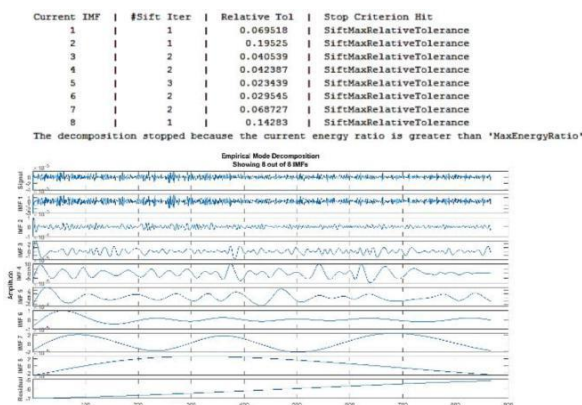 Current IMF | #Sift Iter | Relative Tol | Stop Criterion Hit
1 | 1 | 0.069518 | SiftMaxRelativeTolerance
2 | 1 | 0.19525 | SiftMaxRelativeTolerance
3 | 2 | 0.040539 | SiftMaxRelativeTolerance
4 | 2 | 0.042387 | SiftMaxRelativeTolerance
5 | 3 | 0.023439 | SiftMaxRelativeTolerance
6 | 2 | 0.029545 | SiftMaxRelativeTolerance
7 | 2 | 0.068727 | SiftMaxRelativeTolerance
8 | 1 | 0.14283 | SiftMaxRelativeTolerance
The decomposition stopped because the current energy ratio is greater than 'MaxEnergyRatio'
Empirical Mode Decomposition
Showing 8 out of 8 IMFs
Signal
IMF 1
IMF 2
IMF 3
IMF 4
IMF 5
IMF 6
IMF 7
IMF 8
Residual